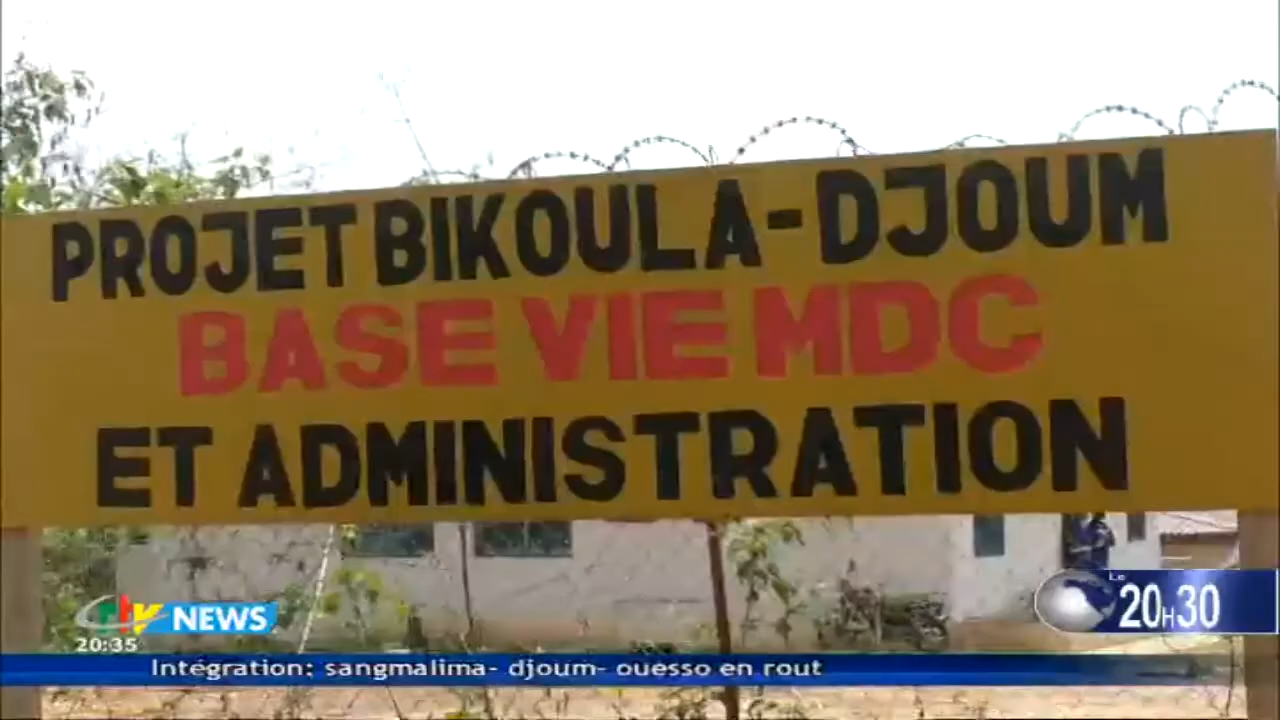 PROJET BIKOULA-DJOUM
BASE VIE MDC
ET ADMINISTRATION
crtv NEWS
20:35
Le 20H30
Intégration: sangmalima- djoum- ouesso en rout